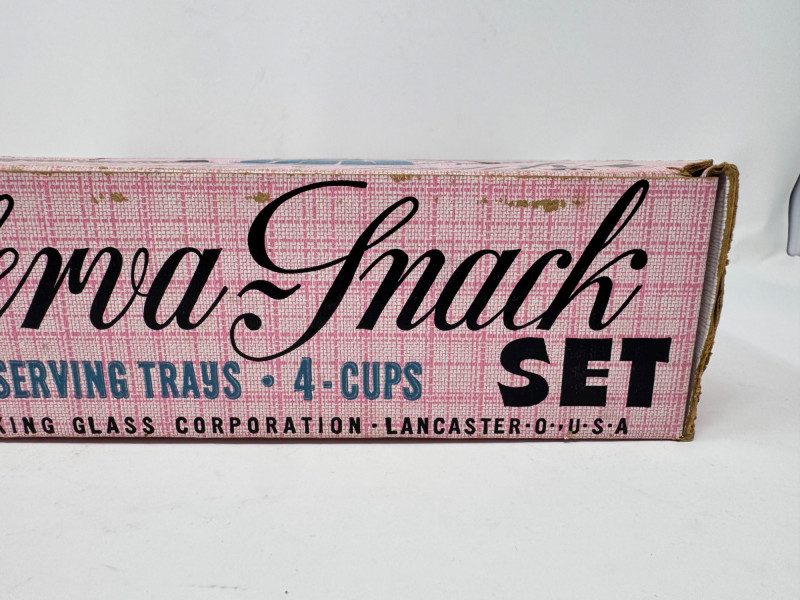 erva-Snack
SET
SERVING TRAYS • 4-CUPS
KING GLASS CORPORATION • LANCASTER•O•,U•S•A